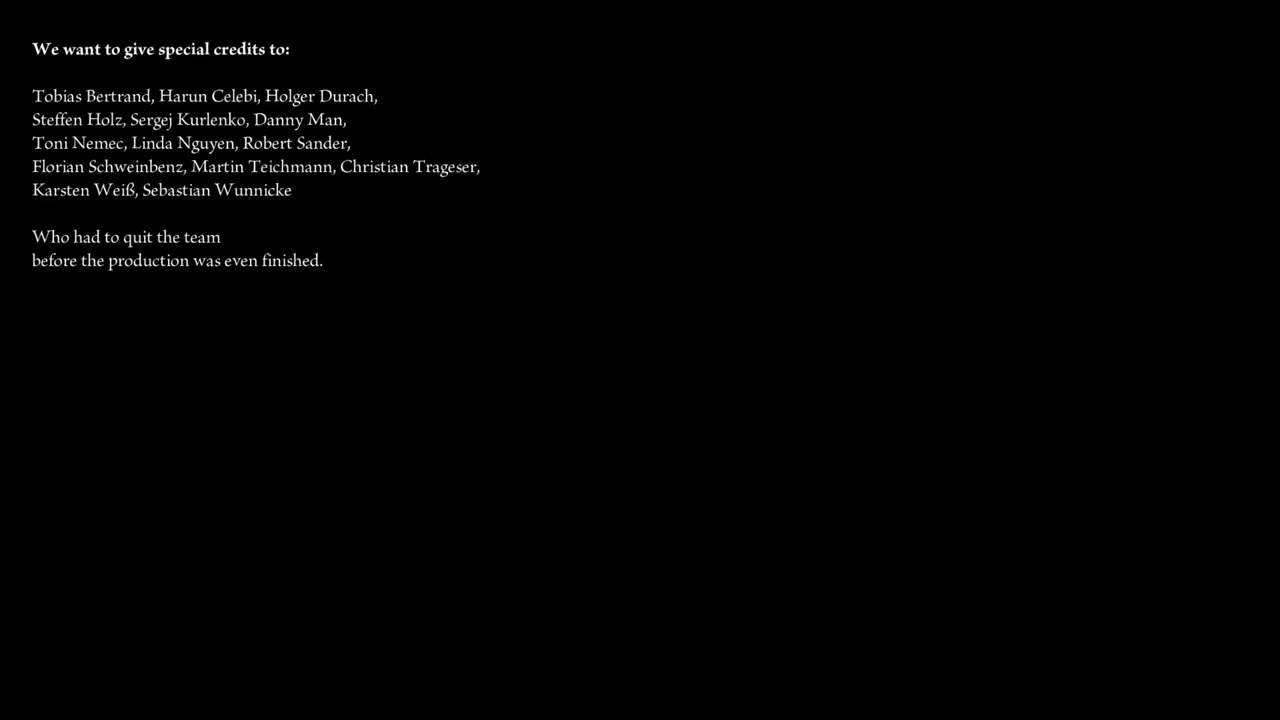 We want to give special credits to:
Tobias Bertrand, Harun Celebi, Holger Durach,
Steffen Holz, Sergej Kurlenko, Danny Man,
Toni Nemec, Linda Nguyen, Robert Sander,
Florian Schweinbenz, Martin Teichmann, Christian Trageser,
Karsten Weiß, Sebastian Wunnicke
Who had to quit the team
before the production was even finished.